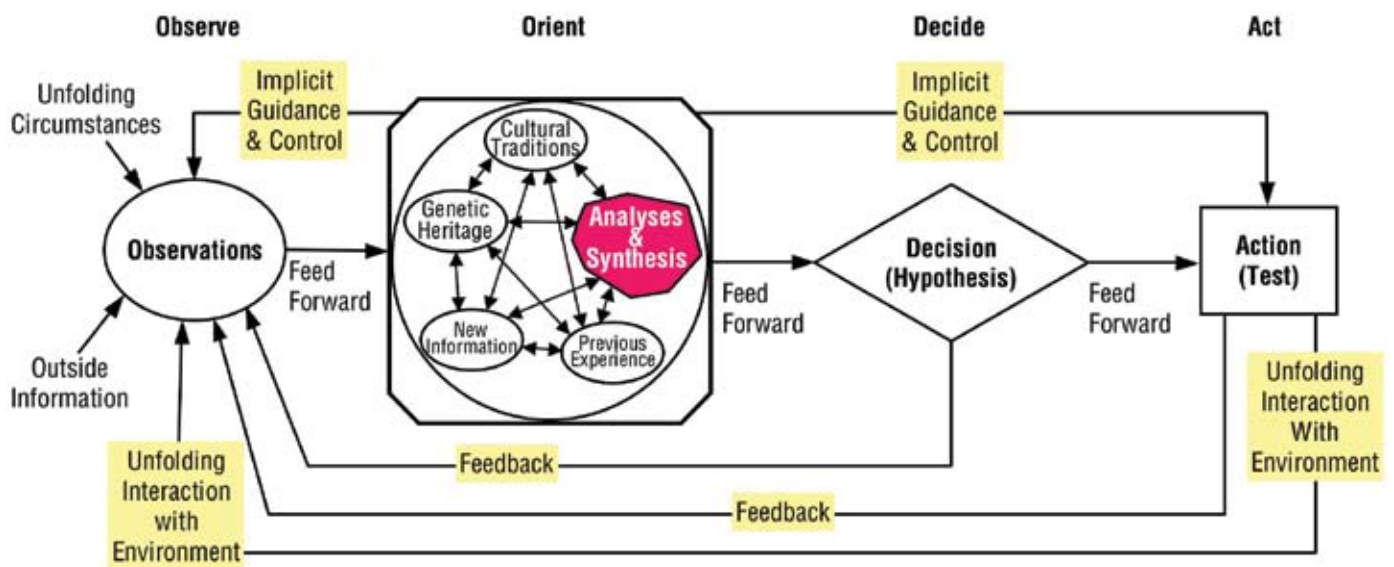 Observe
Orient
Decide
Act
Unfolding
Circumstances
Implicit
Guidance
& Control
Implicit
Guidance
& Control
Observations
Outside
Information
Feed
Forward
Cultural
Traditions
Genetic
Heritage
Analyses
&
Synthesis
New
Information
Previous
Experience
Feed
Forward
Decision
(Hypothesis)
Feed
Forward
Action
(Test)
Unfolding
Interaction
with
Environment
Feedback
Feedback
Unfolding
Interaction
With
Environment